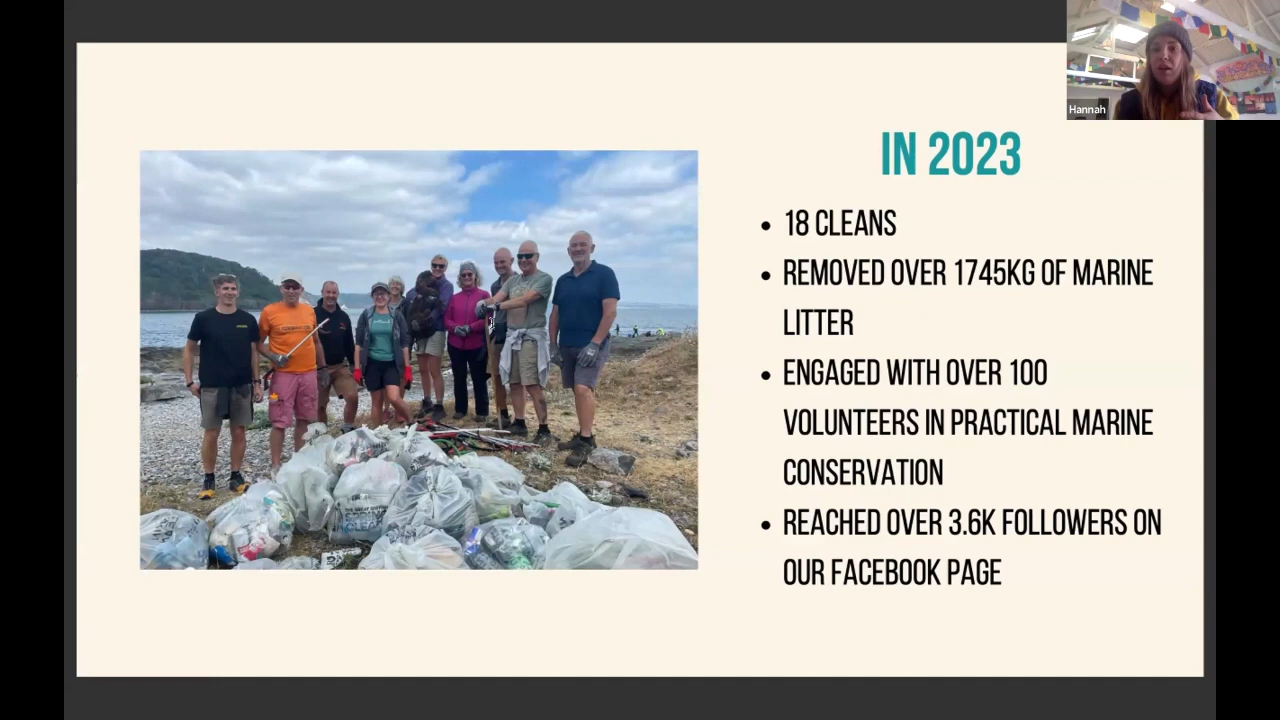 Hannah
IN 2023
• 18 CLEANS
• REMOVED OVER 1745KG OF MARINE
LITTER
• ENGAGED WITH OVER 100
VOLUNTEERS IN PRACTICAL MARINE
CONSERVATION
• REACHED OVER 3.6K FOLLOWERS ON
OUR FACEBOOK PAGE